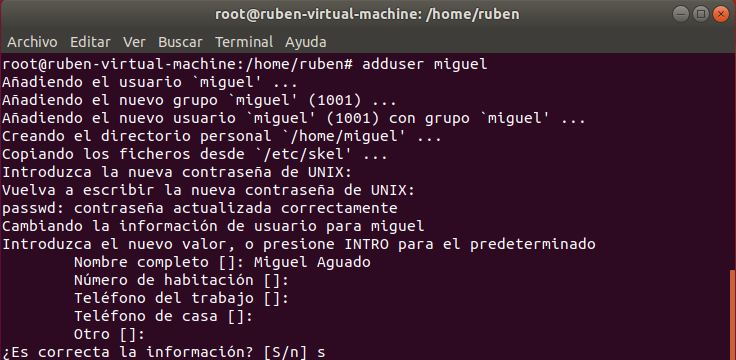 root@ruben-virtual-machine: /home/ruben
Archivo Editar Ver Buscar Terminal Ayuda
root@ruben-virtual-machine:/home/ruben# adduser miguel
Añadiendo el usuario `miguel' ...
Añadiendo el nuevo grupo `miguel' (1001) ...
Añadiendo el nuevo usuario `miguel' (1001) con grupo `miguel' ...
Creando el directorio personal `/home/miguel' ...
Copiando los ficheros desde `/etc/skel' ...
Introduzca la nueva contraseña de UNIX:
Vuelva a escribir la nueva contraseña de UNIX:
passwd: contraseña actualizada correctamente
Cambiando la información de usuario para miguel
Introduzca el nuevo valor, o presione INTRO para el predeterminado
Nombre completo []: Miguel Aguado
Número de habitación []:
Teléfono del trabajo []:
Teléfono de casa []:
Otro []:
¿Es correcta la información? [S/n] s